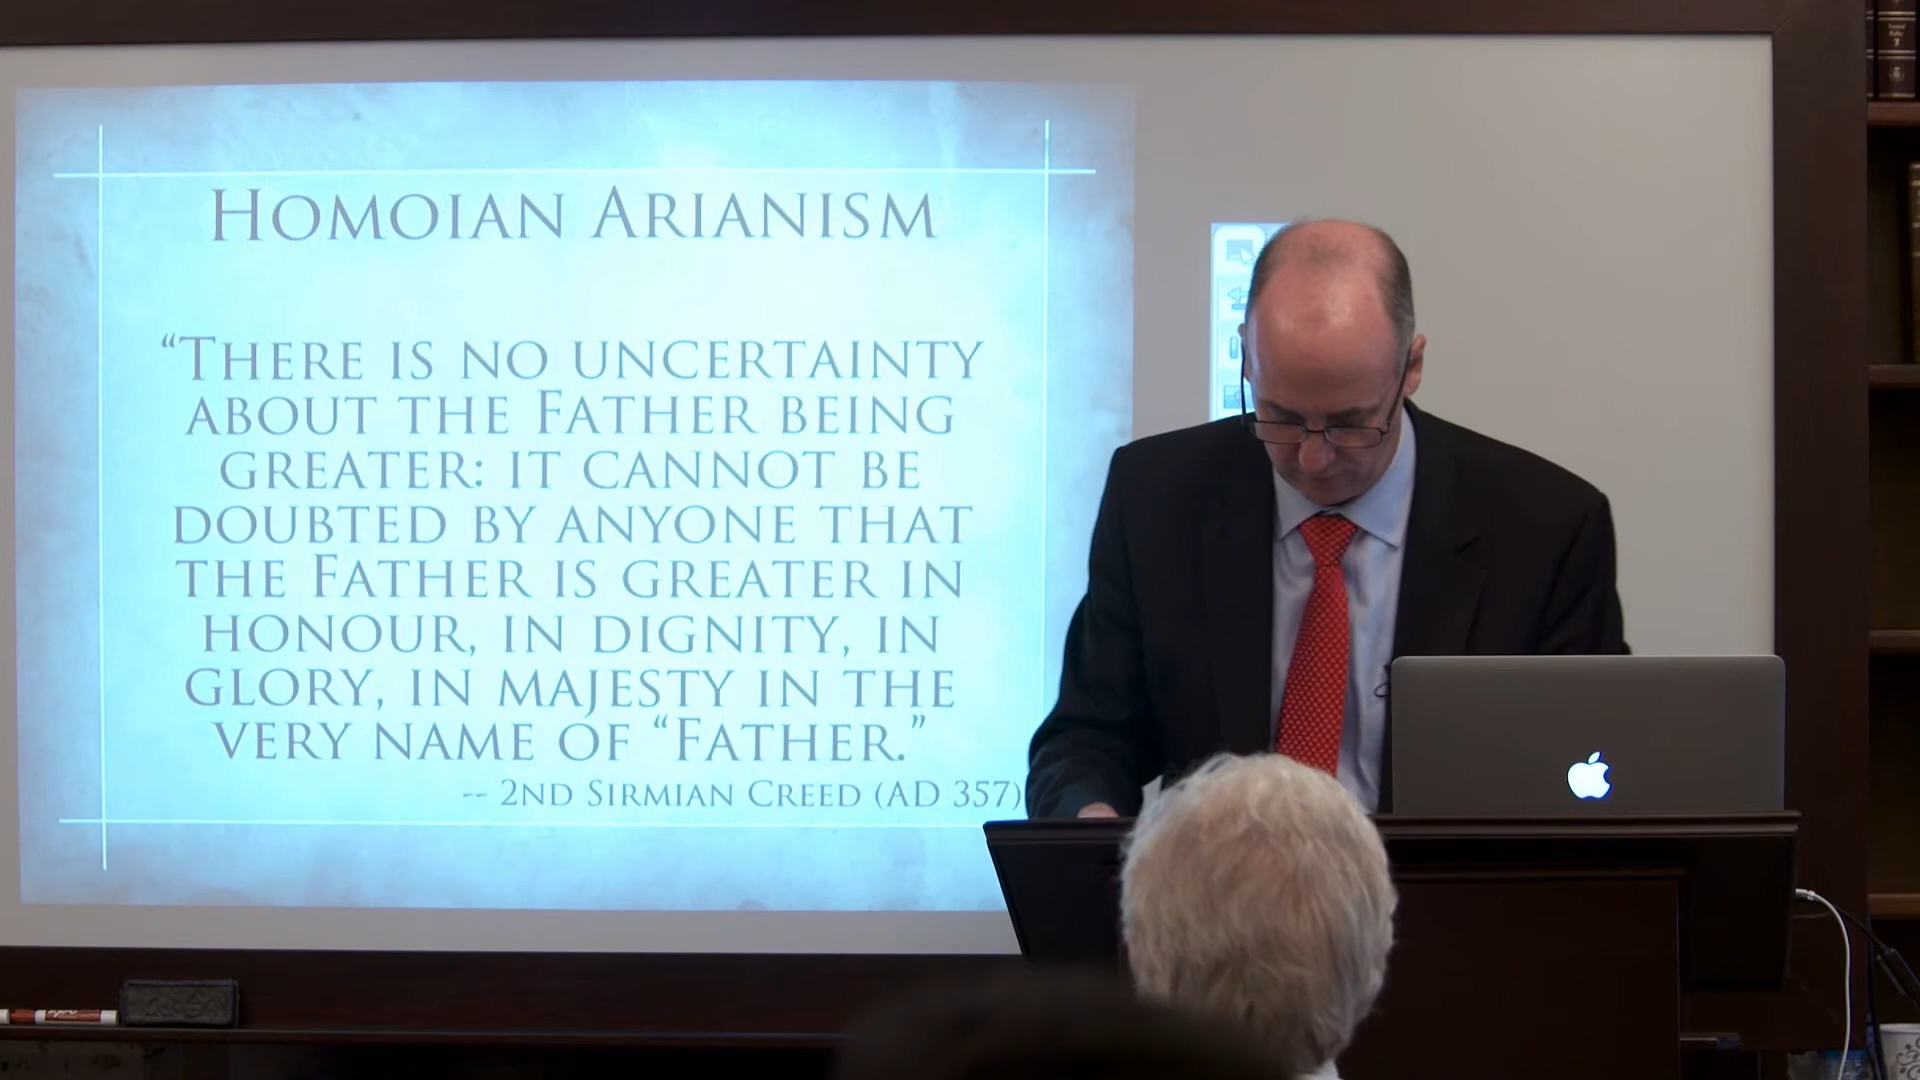 Homoian Arianism
“There is no uncertainty
about the Father being
greater: it cannot be
doubted by anyone that
the Father is greater in
honour, in dignity, in
glory, in majesty in the
very name of “Father.”
-- 2nd Sirmian Creed (AD 357)